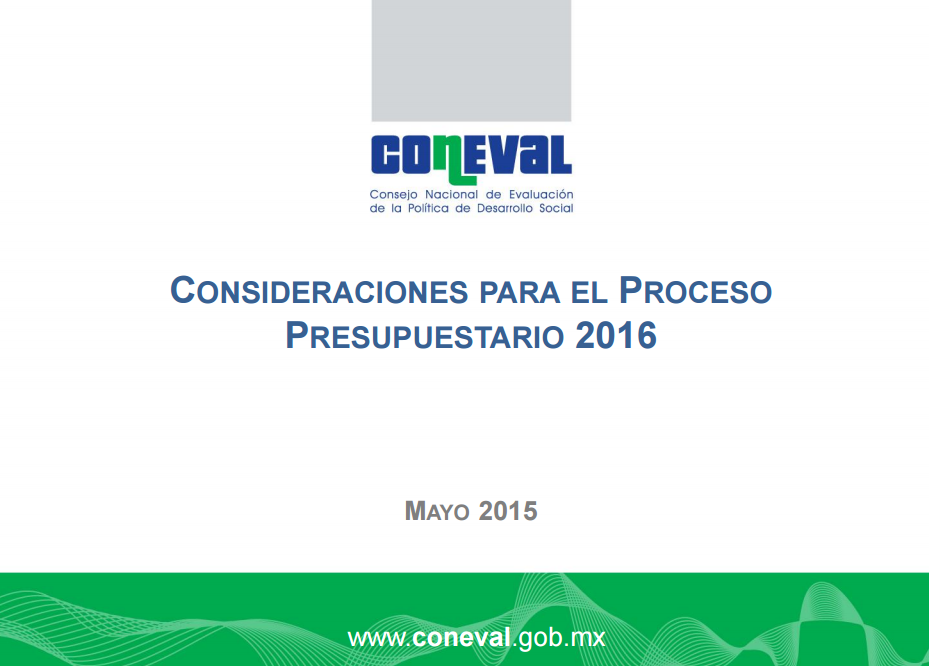 CONEVAL
Consejo Nacional de Evaluación
de la Política de Desarrollo Social
CONSIDERACIONES PARA EL PROCESO
PRESUPUESTARIO 2016
MAYO 2015
www.coneval.gob.mx